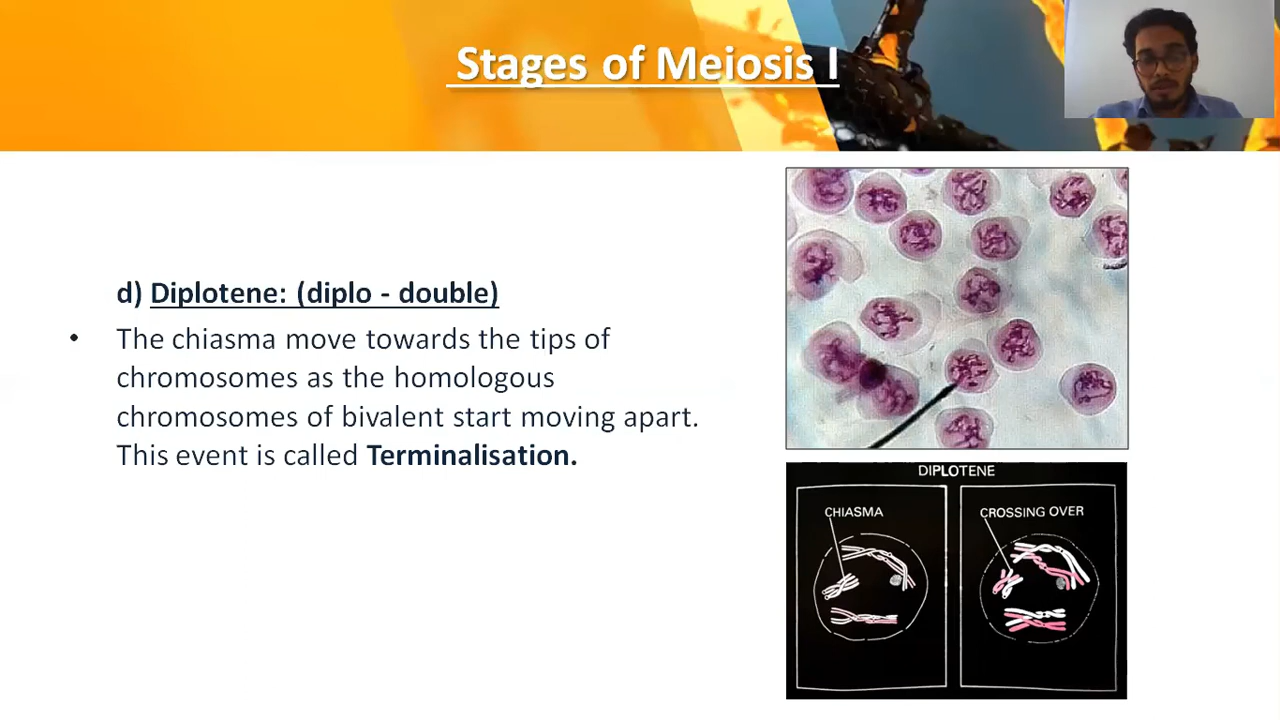 Stages of Meiosis I
d) Diplotene: (diplo - double)
• The chiasma move towards the tips of
chromosomes as the homologous
chromosomes of bivalent start moving apart.
This event is called Terminalisation.
DIPLOTENE
CHIASMA
CROSSING OVER